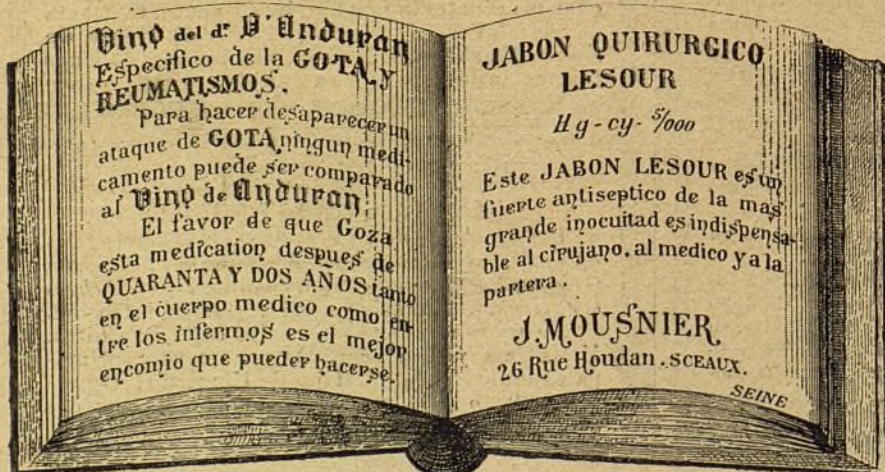 Vino del dr D'Anduran
Especifico de la GOTA y
REUMATISMOS.
Para hacer desaparecer un
ataque de GOTA ningun medi-
camento puede ser comparado
al Vino de Anduran!
El favor de que Goza
esta medication despues de
QUARANTA Y DOS AÑOS tanto
en el cuerpo medico como en-
tre los infermos es el mejor
encomio que pueder hacerse.
JABON QUIRURGICO
LESOUR
Hg-cy- 5/000
Este JABON LESOUR es un
fuerte antiseptico de la mas
grande inocuitad es indispensa-
ble al cirujano, al medico y a la
partera.
J. MOUSNIER
26 Rue Houdan. SCEAUX.
SEINE